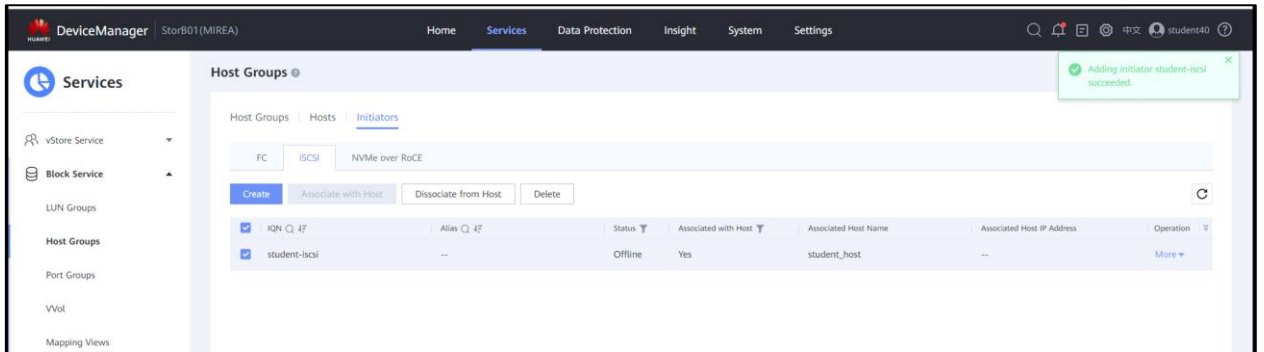 HUAWEI DeviceManager StorB01(MIREA) Home Services Data Protection Insight System Settings 中文 student40
Adding initiator student-iscsi
succeeded.
Services
Host Groups
Host Groups Hosts Initiators
vStore Service
FC iSCSI NVMe over RoCE
Block Service
Create Associate with Host Dissociate from Host Delete
LUN Groups
IQN Alias Status Associated with Host Associated Host Name Associated Host IP Address Operation
Host Groups
student-iscsi -- Offline Yes student_host -- More
Port Groups
VVol
Mapping Views